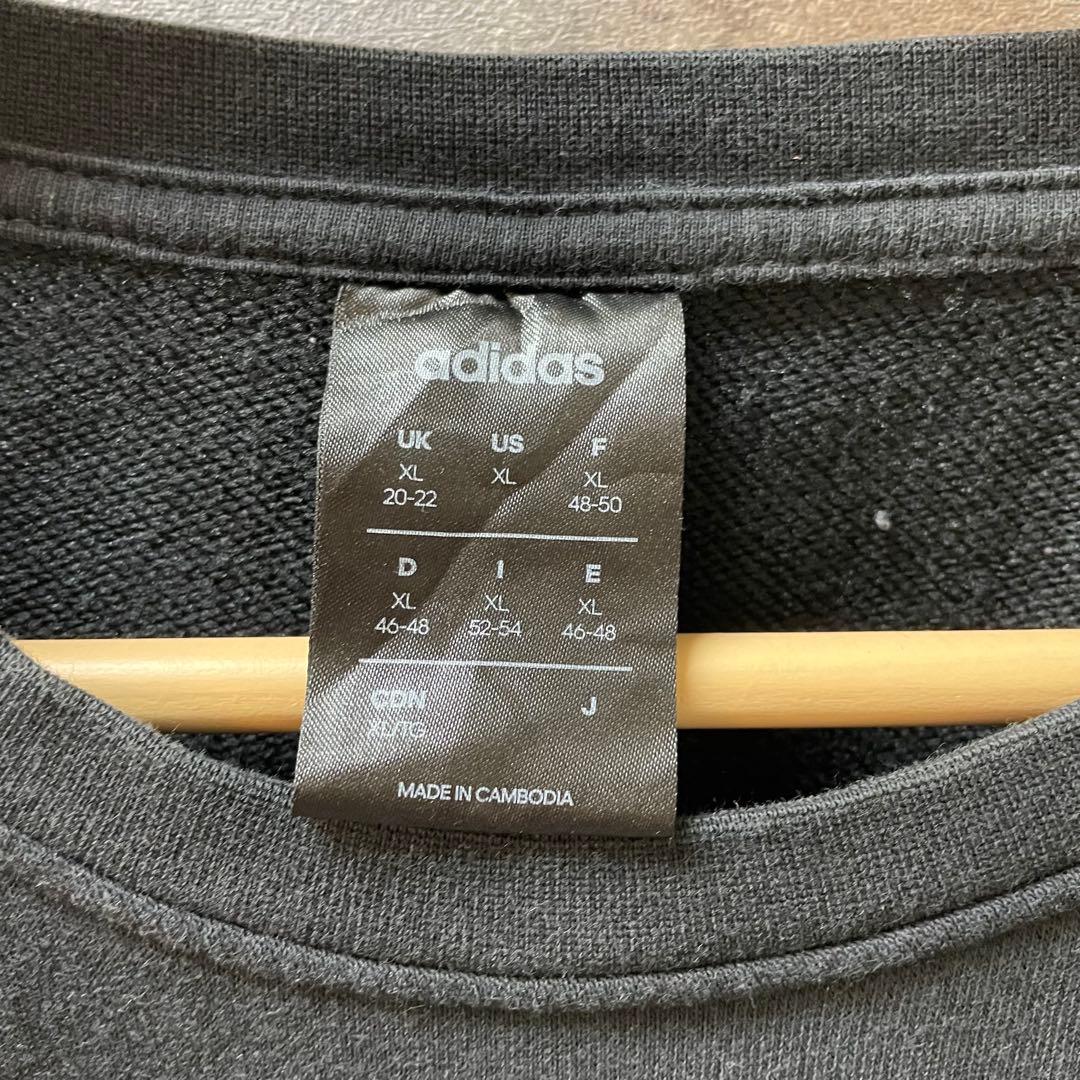 adidas
UK US F
XL XL XL
20-22 48-50
D I E
XL XL XL
46-48 52-54 46-48
CDN J
XL/TG
MADE IN CAMBODIA